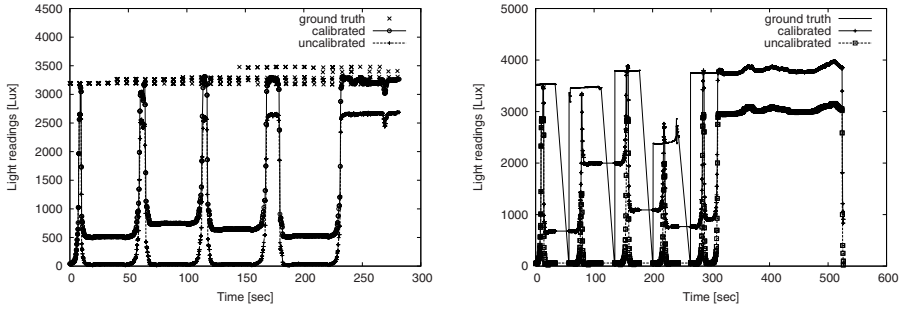 4500
4000
3500
3000
2500
2000
1500
1000
500
0
Light readings [Lux]
ground truth
calibrated
uncalibrated
0 50 100 150 200 250 300
Time [sec]
5000
4000
3000
2000
1000
0
Light readings [Lux]
ground truth
calibrated
uncalibrated
0 100 200 300 400 500 600
Time [sec]